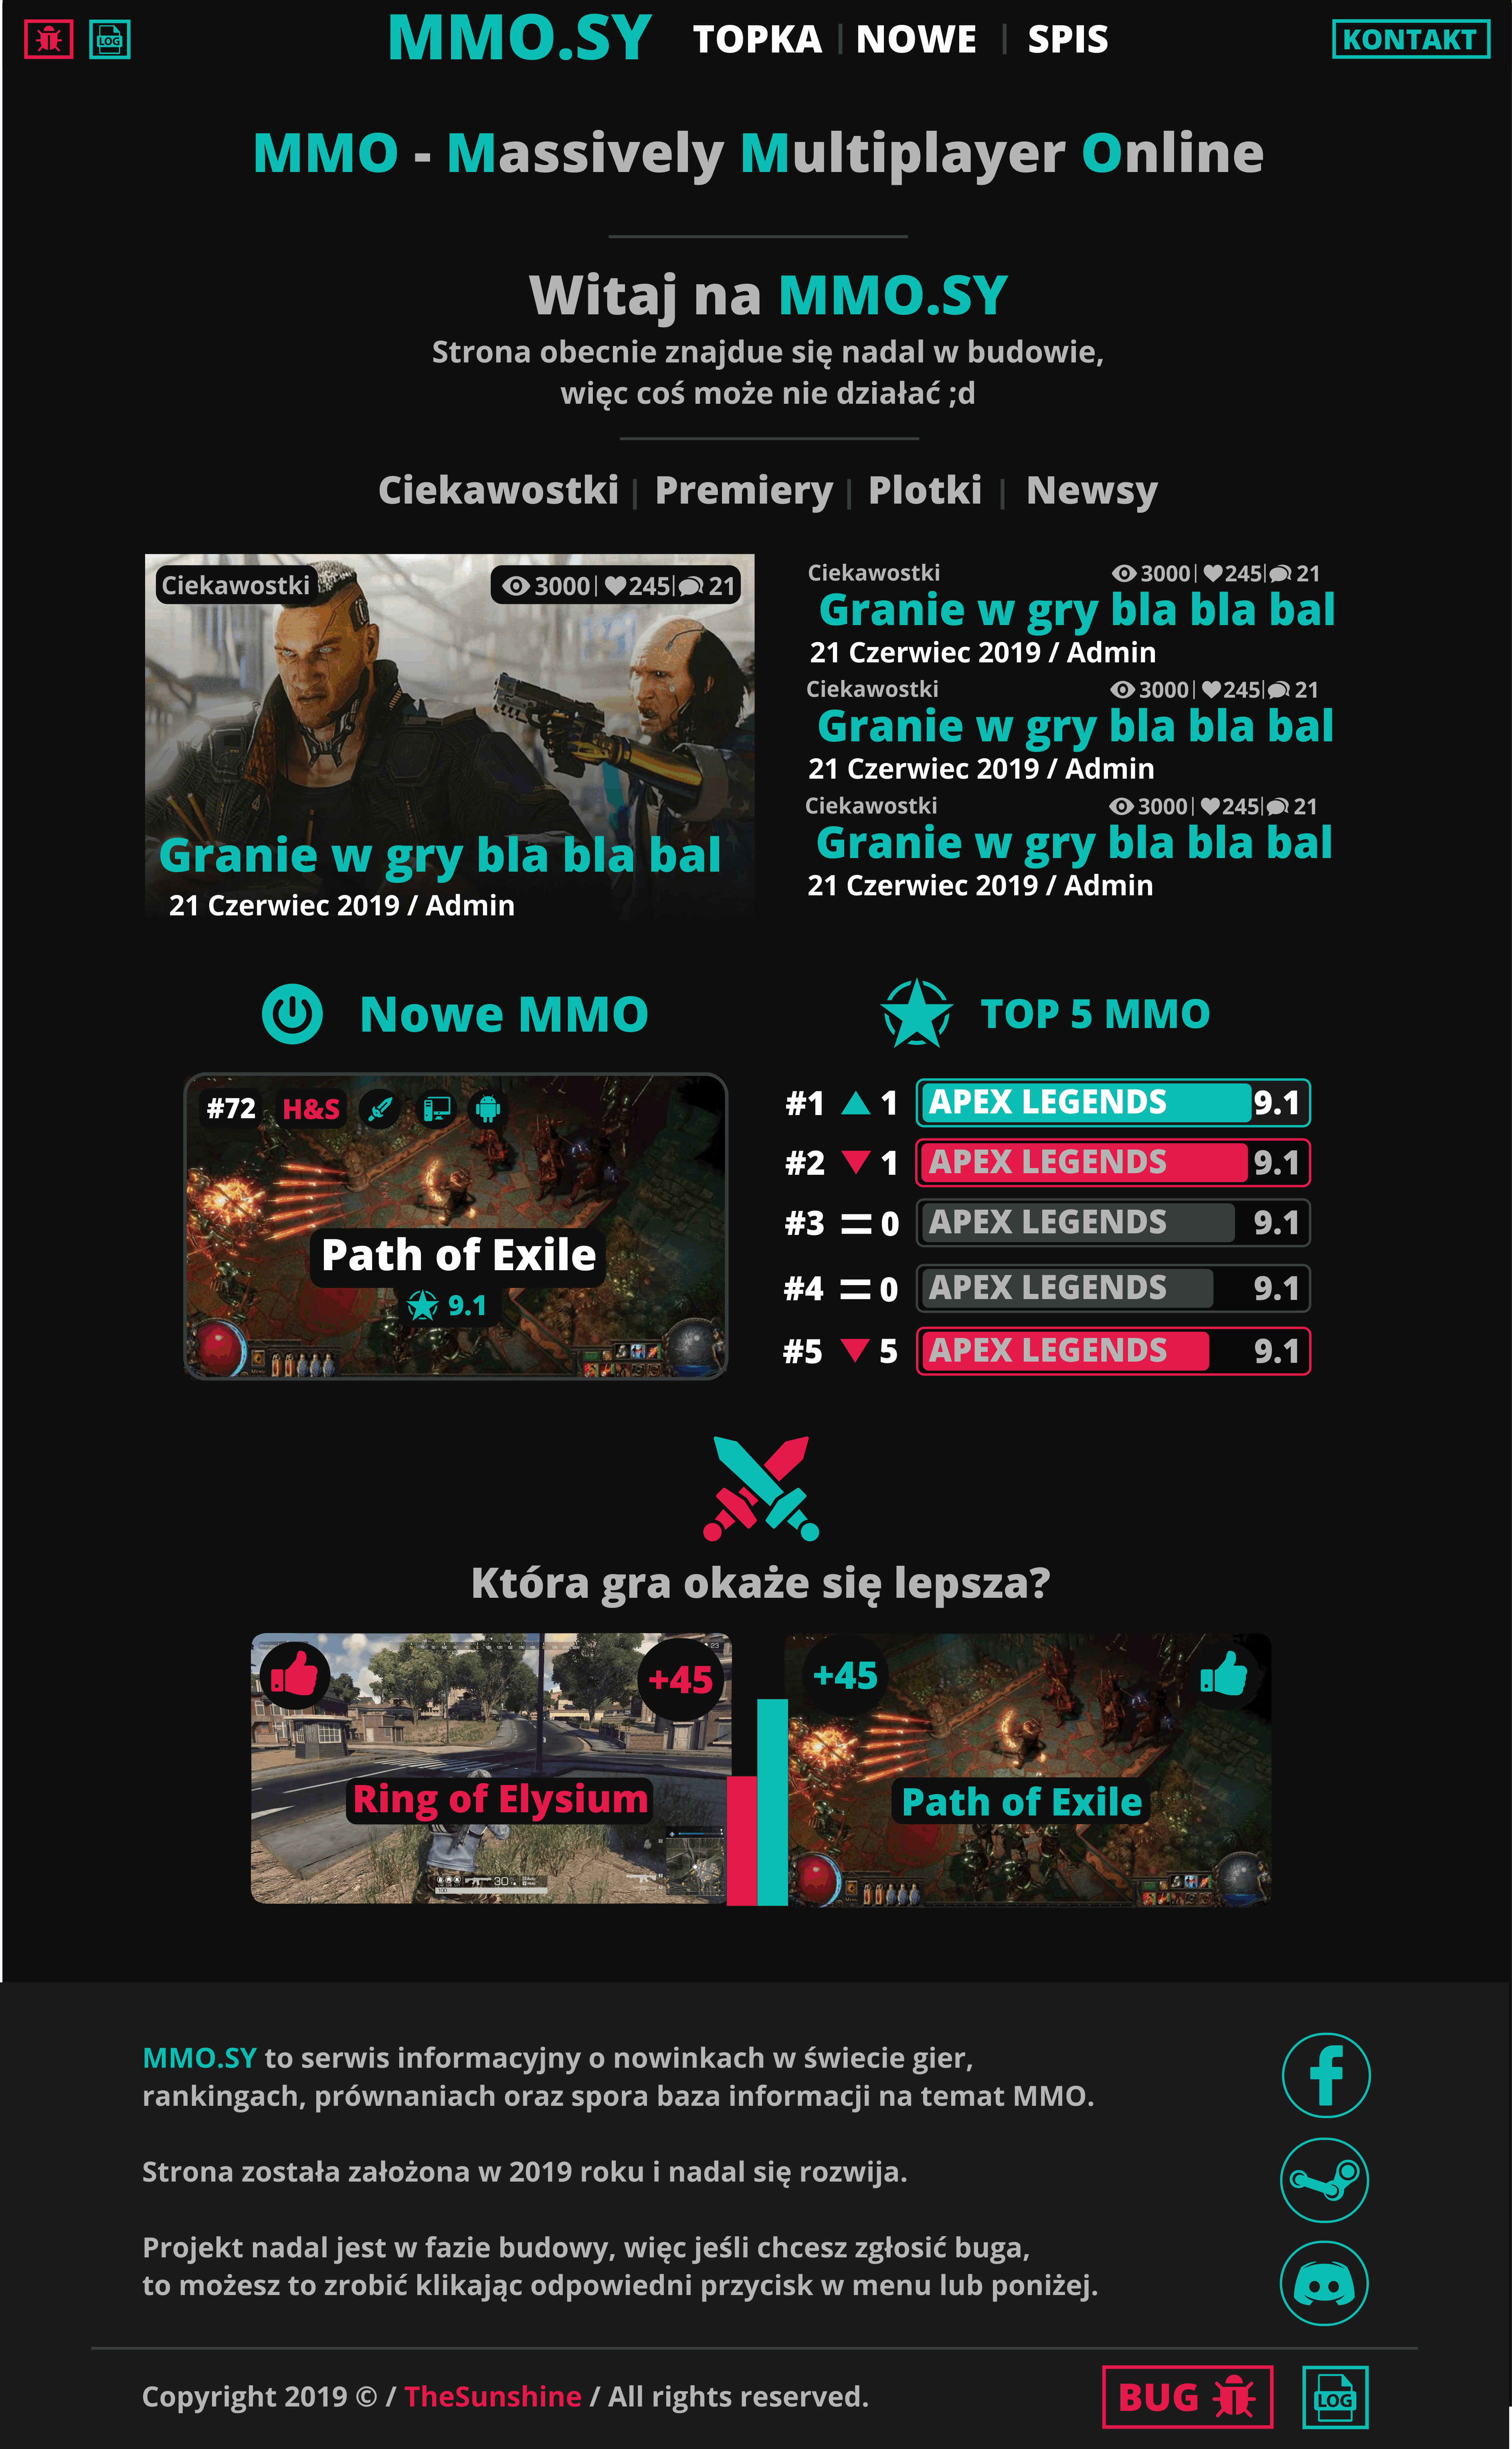 LOG
MMO.SY TOPKA NOWE SPIS
KONTAKT
MMO - Massively Multiplayer Online
Witaj na MMO.SY
Strona obecnie znajdue się nadal w budowie,
więc coś może nie działać ;d
Ciekawostki | Premiery | Plotki | Newsy
Ciekawostki
3000 | 245 | 21
Granie w gry bla bla bal
21 Czerwiec 2019 / Admin
Ciekawostki
3000 | 245 | 21
Granie w gry bla bla bal
21 Czerwiec 2019 / Admin
Ciekawostki
3000 | 245 | 21
Granie w gry bla bla bal
21 Czerwiec 2019 / Admin
Ciekawostki
3000 | 245 | 21
Granie w gry bla bla bal
21 Czerwiec 2019 / Admin
Nowe MMO
#72 H&S
Path of Exile
9.1
TOP 5 MMO
#1 1 APEX LEGENDS 9.1
#2 1 APEX LEGENDS 9.1
#3 = 0 APEX LEGENDS 9.1
#4 = 0 APEX LEGENDS 9.1
#5 5 APEX LEGENDS 9.1
Która gra okaże się lepsza?
+45
Ring of Elysium
30
100
+45
Path of Exile
MMO.SY to serwis informacyjny o nowinkach w świecie gier,
rankingach, prównaniach oraz spora baza informacji na temat MMO.
Strona została założona w 2019 roku i nadal się rozwija.
Projekt nadal jest w fazie budowy, więc jeśli chcesz zgłosić buga,
to możesz to zrobić klikając odpowiedni przycisk w menu lub poniżej.
Copyright 2019 © / TheSunshine / All rights reserved.
BUG
LOG